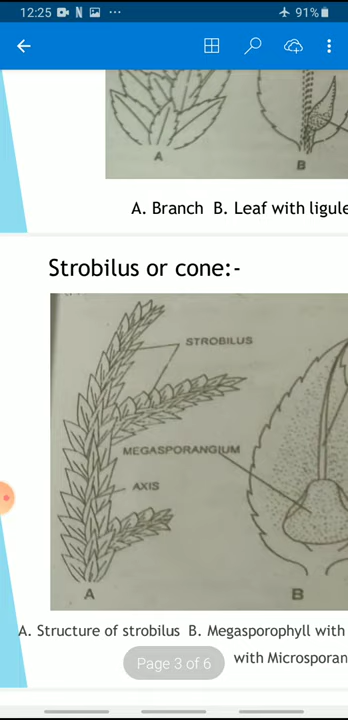 12:25 N ··· 91%
A B
A. Branch B. Leaf with ligule
Strobilus or cone:-
STROBILUS
MEGASPORANGIUM
AXIS
A B
A. Structure of strobilus B. Megasporophyll with
Page 3 of 6 with Microsporan